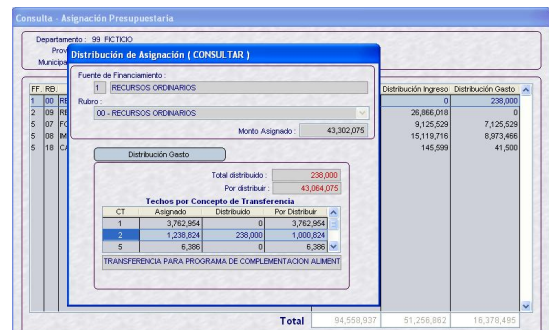 Consulta - Asignación Presupuestaria
Departamento : 99 FICTICIO
Prov
Municipa
Distribución de Asignación ( CONSULTAR )
Fuente de Financiamiento :
1 RECURSOS ORDINARIOS
Rubro :
00 - RECURSOS ORDINARIOS
Monto Asignado : 43,302,075
Distribución Gasto
Total distribuido : 238,000
Por distribuir : 43,064,075
Techos por Concepto de Transferencia
CT Asignado Distribuido Por Distribuir
1 3,762,954 0 3,762,954
2 1,238,824 238,000 1,000,824
5 6,386 0 6,386
TRANSFERENCIA PARA PROGRAMA DE COMPLEMENTACION ALIMENT
FF. RB. Distribución Ingreso Distribución Gasto
1 00 RE 0 238,000
2 09 RE 26,866,018 0
5 07 FO 9,125,529 7,125,529
5 08 IM 15,119,716 8,973,466
5 18 CA 145,599 41,500
Total 94,558,937 51,256,862 16,378,495